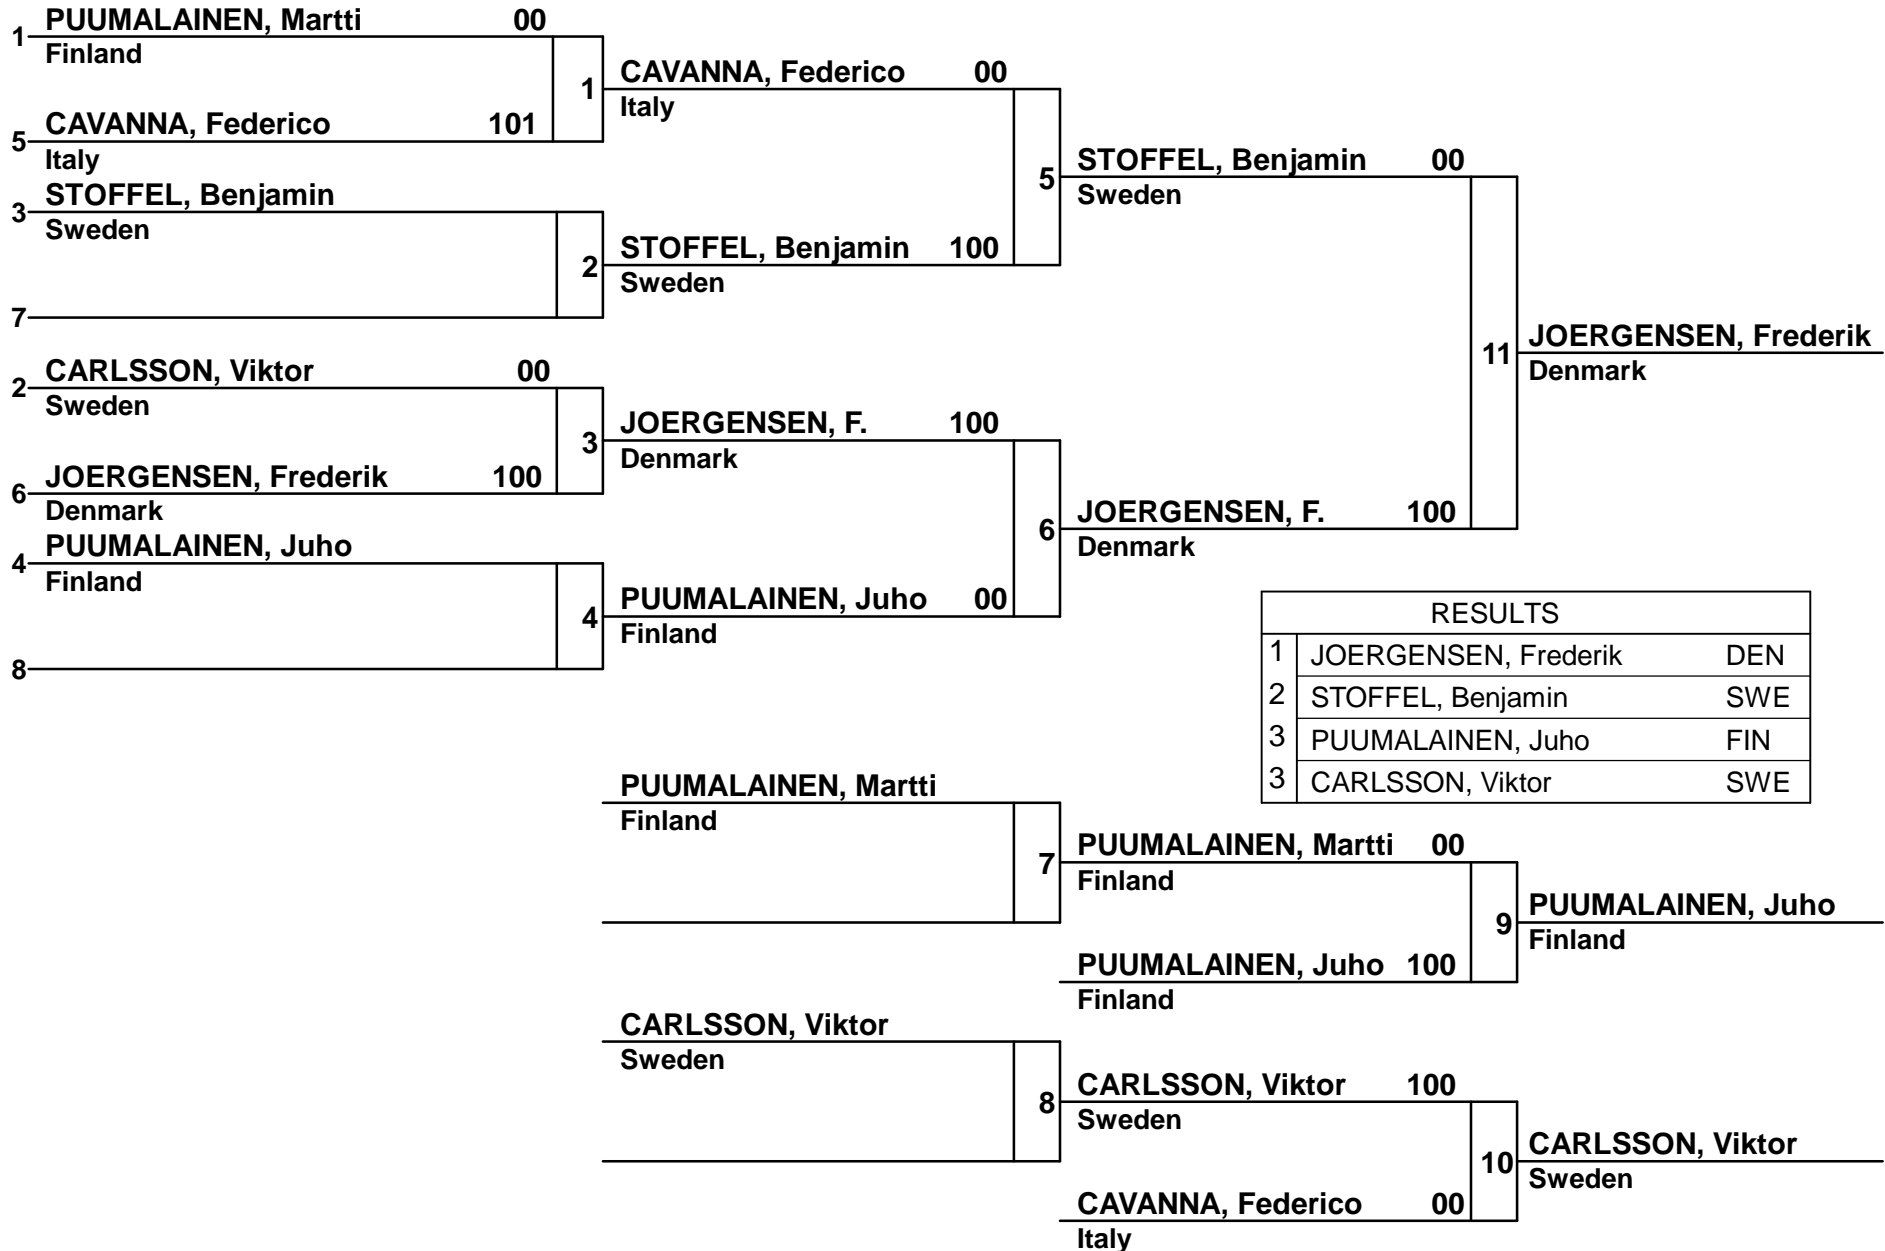 PUUMALAINEN, Martti 00
1
Finland
CAVANNA, Federico 101
5
Italy
STOFFEL, Benjamin
3
Sweden
7
CARLSSON, Viktor 00
2
Sweden
JOERGENSEN, Frederik 100
6
Denmark
PUUMALAINEN, Juho
4
Finland
8
1
2
3
4
CAVANNA, Federico 00
Italy
STOFFEL, Benjamin 100
Sweden
JOERGENSEN, F. 100
Denmark
PUUMALAINEN, Juho 00
Finland
5
6
STOFFEL, Benjamin 00
Sweden
JOERGENSEN, F. 100
Denmark
11
JOERGENSEN, Frederik
Denmark
RESULTS
1 JOERGENSEN, Frederik DEN
2 STOFFEL, Benjamin SWE
3 PUUMALAINEN, Juho FIN
3 CARLSSON, Viktor SWE
PUUMALAINEN, Martti
Finland
7
PUUMALAINEN, Martti 00
Finland
PUUMALAINEN, Juho 100
Finland
9
PUUMALAINEN, Juho
Finland
CARLSSON, Viktor
Sweden
8
CARLSSON, Viktor 100
Sweden
CAVANNA, Federico 00
Italy
10
CARLSSON, Viktor
Sweden